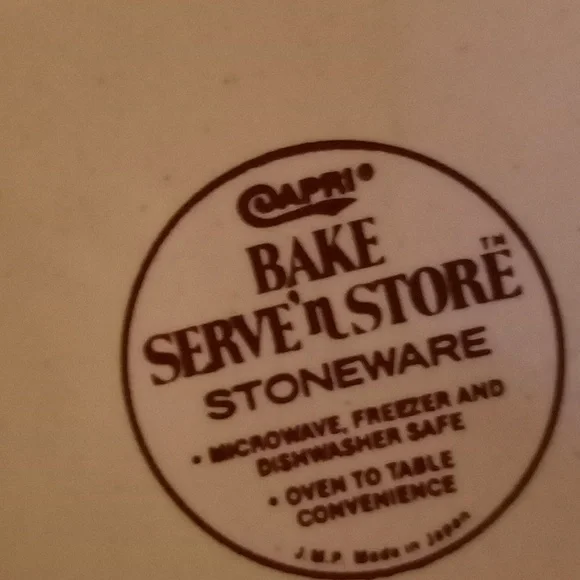 CAPRI®
BAKE
SERVE'n STORE™
STONEWARE
• MICROWAVE, FREEZER AND
DISHWASHER SAFE
• OVEN TO TABLE
CONVENIENCE
J.M.P. Made in Japan